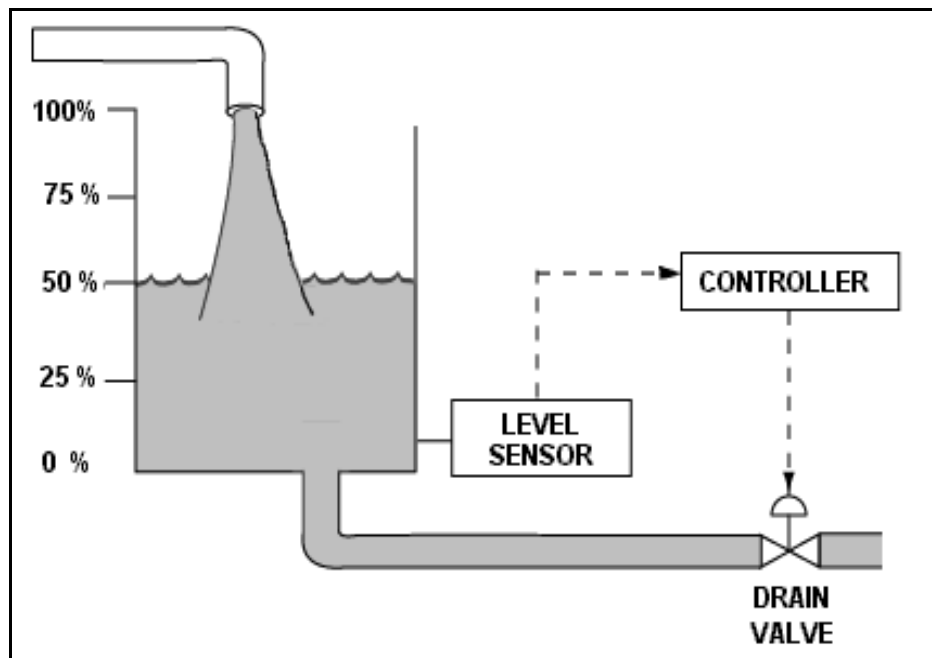 100%
75 %
50 %
25 %
0 %
CONTROLLER
LEVEL
SENSOR
DRAIN
VALVE